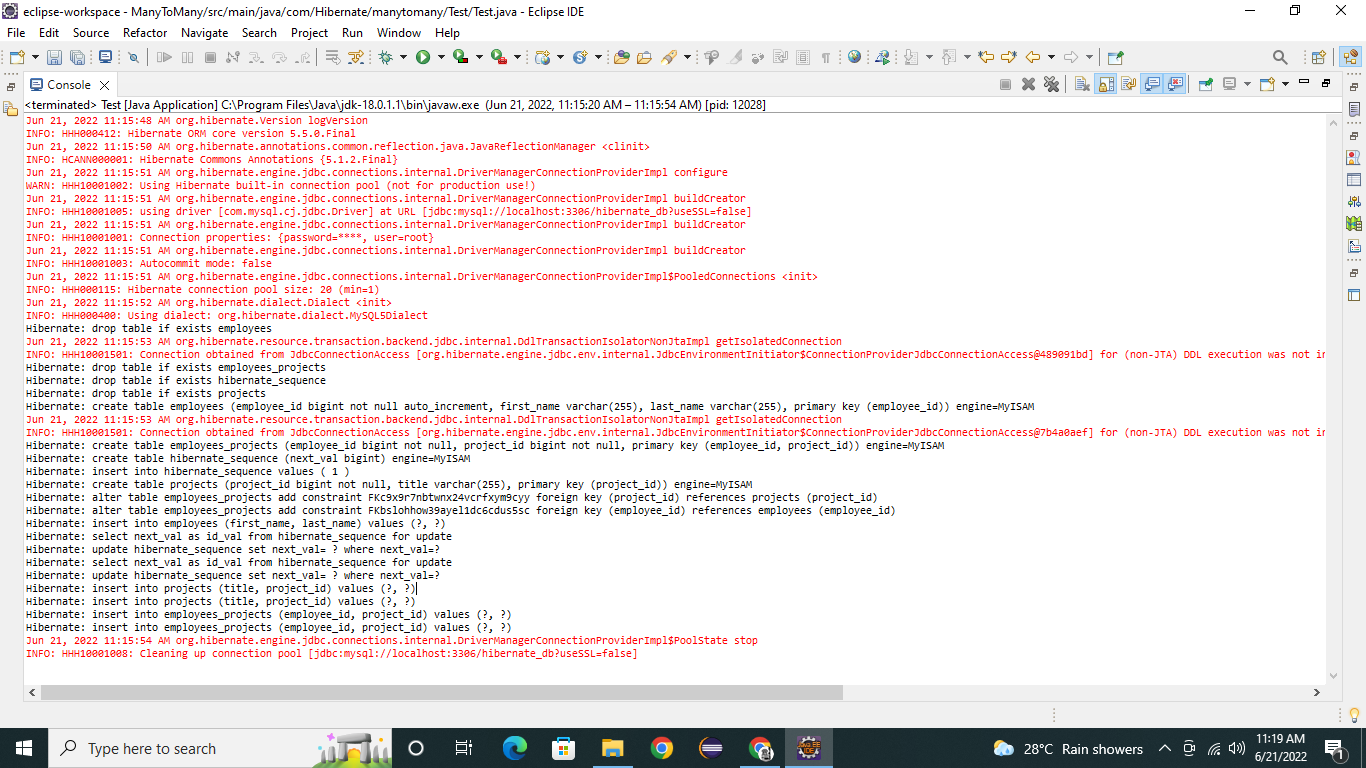 eclipse-workspace - ManyToMany/src/main/java/com/Hibernate/manytomany/Test/Test.java - Eclipse IDE
File Edit Source Refactor Navigate Search Project Run Window Help
Console
<terminated> Test [Java Application] C:\Program Files\Java\jdk-18.0.1.1\bin\javaw.exe (Jun 21, 2022, 11:15:20 AM – 11:15:54 AM) [pid: 12028]
Jun 21, 2022 11:15:48 AM org.hibernate.Version logVersion
INFO: HHH000412: Hibernate ORM core version 5.5.0.Final
Jun 21, 2022 11:15:50 AM org.hibernate.annotations.common.reflection.java.JavaReflectionManager <clinit>
INFO: HCANN000001: Hibernate Commons Annotations {5.1.2.Final}
Jun 21, 2022 11:15:51 AM org.hibernate.engine.jdbc.connections.internal.DriverManagerConnectionProviderImpl configure
WARN: HHH10001002: Using Hibernate built-in connection pool (not for production use!)
Jun 21, 2022 11:15:51 AM org.hibernate.engine.jdbc.connections.internal.DriverManagerConnectionProviderImpl buildCreator
INFO: HHH10001005: using driver [com.mysql.cj.jdbc.Driver] at URL [jdbc:mysql://localhost:3306/hibernate_db?useSSL=false]
Jun 21, 2022 11:15:51 AM org.hibernate.engine.jdbc.connections.internal.DriverManagerConnectionProviderImpl buildCreator
INFO: HHH10001001: Connection properties: {password=****, user=root}
Jun 21, 2022 11:15:51 AM org.hibernate.engine.jdbc.connections.internal.DriverManagerConnectionProviderImpl buildCreator
INFO: HHH10001003: Autocommit mode: false
Jun 21, 2022 11:15:51 AM org.hibernate.engine.jdbc.connections.internal.DriverManagerConnectionProviderImpl$PooledConnections <init>
INFO: HHH000115: Hibernate connection pool size: 20 (min=1)
Jun 21, 2022 11:15:52 AM org.hibernate.dialect.Dialect <init>
INFO: HHH000400: Using dialect: org.hibernate.dialect.MySQL5Dialect
Hibernate: drop table if exists employees
Jun 21, 2022 11:15:53 AM org.hibernate.resource.transaction.backend.jdbc.internal.DdlTransactionIsolatorNonJtaImpl getIsolatedConnection
INFO: HHH10001501: Connection obtained from JdbcConnectionAccess [org.hibernate.engine.jdbc.env.internal.JdbcEnvironmentInitiator$ConnectionProviderJdbcConnectionAccess@489091bd] for (non-JTA) DDL execution was not in
Hibernate: drop table if exists employees_projects
Hibernate: drop table if exists hibernate_sequence
Hibernate: drop table if exists projects
Hibernate: create table employees (employee_id bigint not null auto_increment, first_name varchar(255), last_name varchar(255), primary key (employee_id)) engine=MyISAM
Jun 21, 2022 11:15:53 AM org.hibernate.resource.transaction.backend.jdbc.internal.DdlTransactionIsolatorNonJtaImpl getIsolatedConnection
INFO: HHH10001501: Connection obtained from JdbcConnectionAccess [org.hibernate.engine.jdbc.env.internal.JdbcEnvironmentInitiator$ConnectionProviderJdbcConnectionAccess@7b4a0aef] for (non-JTA) DDL execution was not in
Hibernate: create table employees_projects (employee_id bigint not null, project_id bigint not null, primary key (employee_id, project_id)) engine=MyISAM
Hibernate: create table hibernate_sequence (next_val bigint) engine=MyISAM
Hibernate: insert into hibernate_sequence values ( 1 )
Hibernate: create table projects (project_id bigint not null, title varchar(255), primary key (project_id)) engine=MyISAM
Hibernate: alter table employees_projects add constraint FKc9x9r7nbtwnx24vcrfxym9cyy foreign key (project_id) references projects (project_id)
Hibernate: alter table employees_projects add constraint FKbslohhow39ayel1dc6cdus5sc foreign key (employee_id) references employees (employee_id)
Hibernate: insert into employees (first_name, last_name) values (?, ?)
Hibernate: select next_val as id_val from hibernate_sequence for update
Hibernate: update hibernate_sequence set next_val= ? where next_val=?
Hibernate: select next_val as id_val from hibernate_sequence for update
Hibernate: update hibernate_sequence set next_val= ? where next_val=?
Hibernate: insert into projects (title, project_id) values (?, ?)
Hibernate: insert into projects (title, project_id) values (?, ?)
Hibernate: insert into employees_projects (employee_id, project_id) values (?, ?)
Hibernate: insert into employees_projects (employee_id, project_id) values (?, ?)
Jun 21, 2022 11:15:54 AM org.hibernate.engine.jdbc.connections.internal.DriverManagerConnectionProviderImpl$PoolState stop
INFO: HHH10001008: Cleaning up connection pool [jdbc:mysql://localhost:3306/hibernate_db?useSSL=false]
Type here to search
28°C Rain showers
11:19 AM
6/21/2022
1